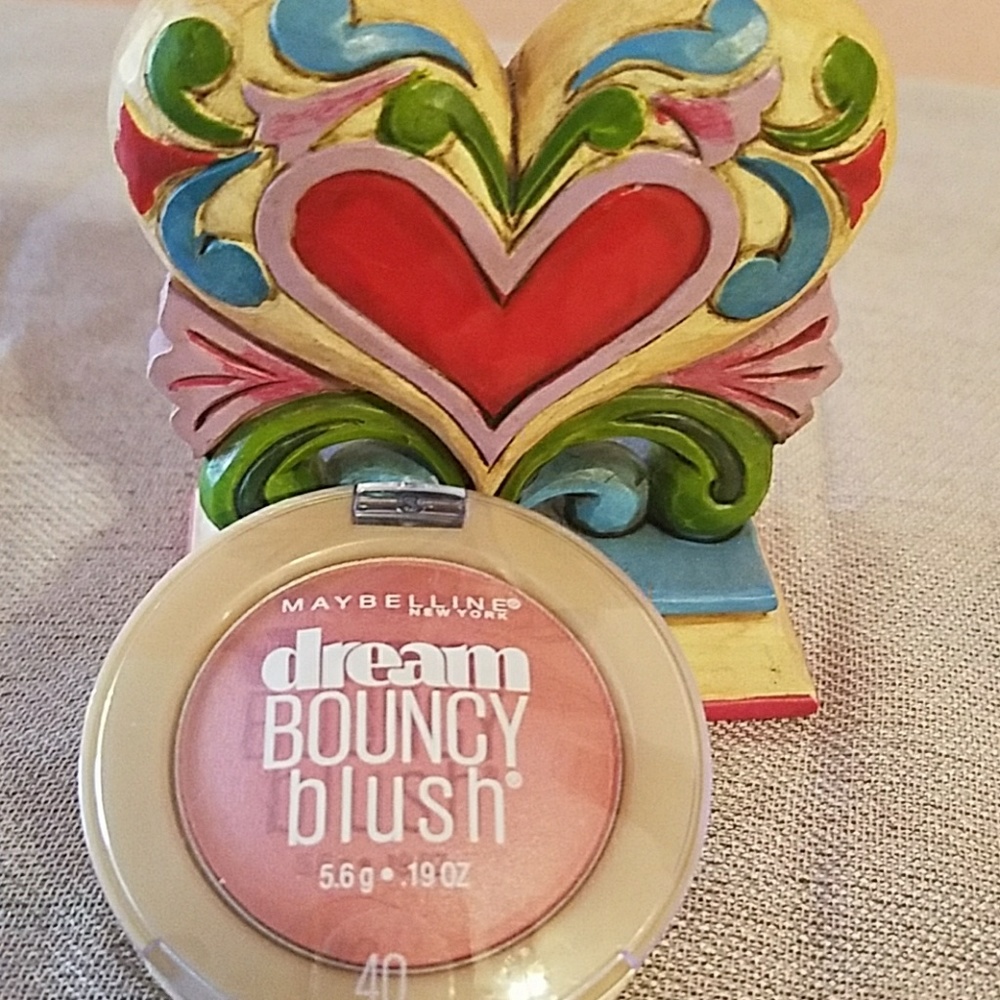 MAYBELLINE®
NEW YORK
dream
BOUNCY
blush®
5.6 g • .19 OZ
40